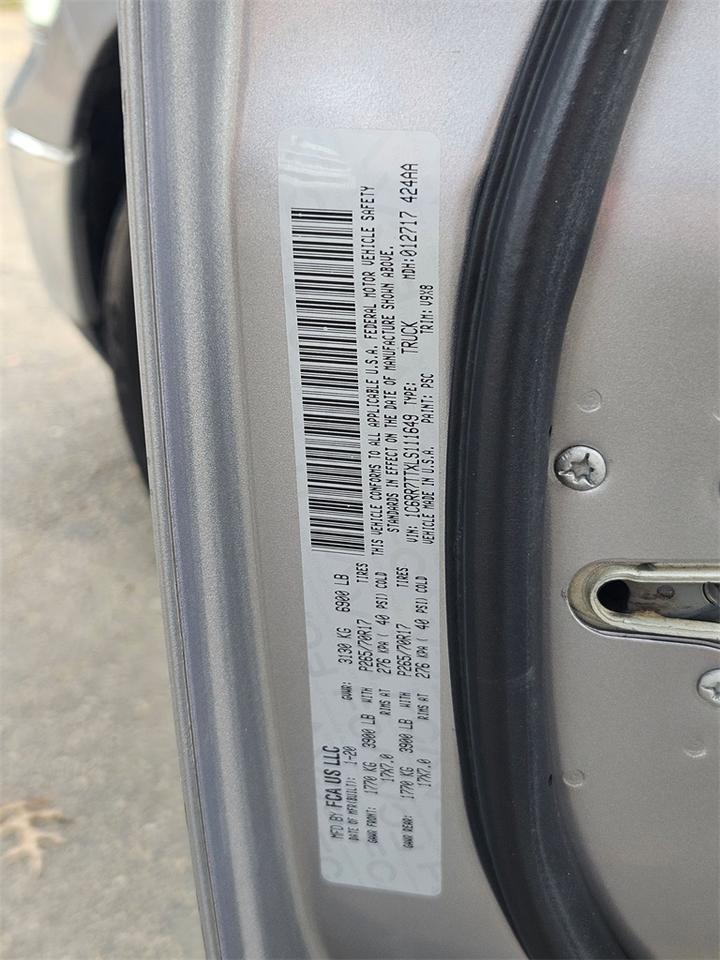 MFD BY FCA US LLC
DATE OF MFR(BUILT): 1-20 GVWR: 3130 KG 6900 LB
GAWR FRONT: 1770 KG 3900 LB WITH P265/70R17 TIRES
17X7.0 RIMS AT 276 KPA ( 40 PSI) COLD
GAWR REAR: 1770 KG 3900 LB WITH P265/70R17 TIRES
17X7.0 RIMS AT 276 KPA ( 40 PSI) COLD
THIS VEHICLE CONFORMS TO ALL APPLICABLE U.S.A. FEDERAL MOTOR VEHICLE SAFETY
STANDARDS IN EFFECT ON THE DATE OF MANUFACTURE SHOWN ABOVE.
VIN: 1C6RR7TTXLS111649 TYPE: TRUCK MDH:012717 424AA
VEHICLE MADE IN U.S.A. PAINT: PSC TRIM: V9X8